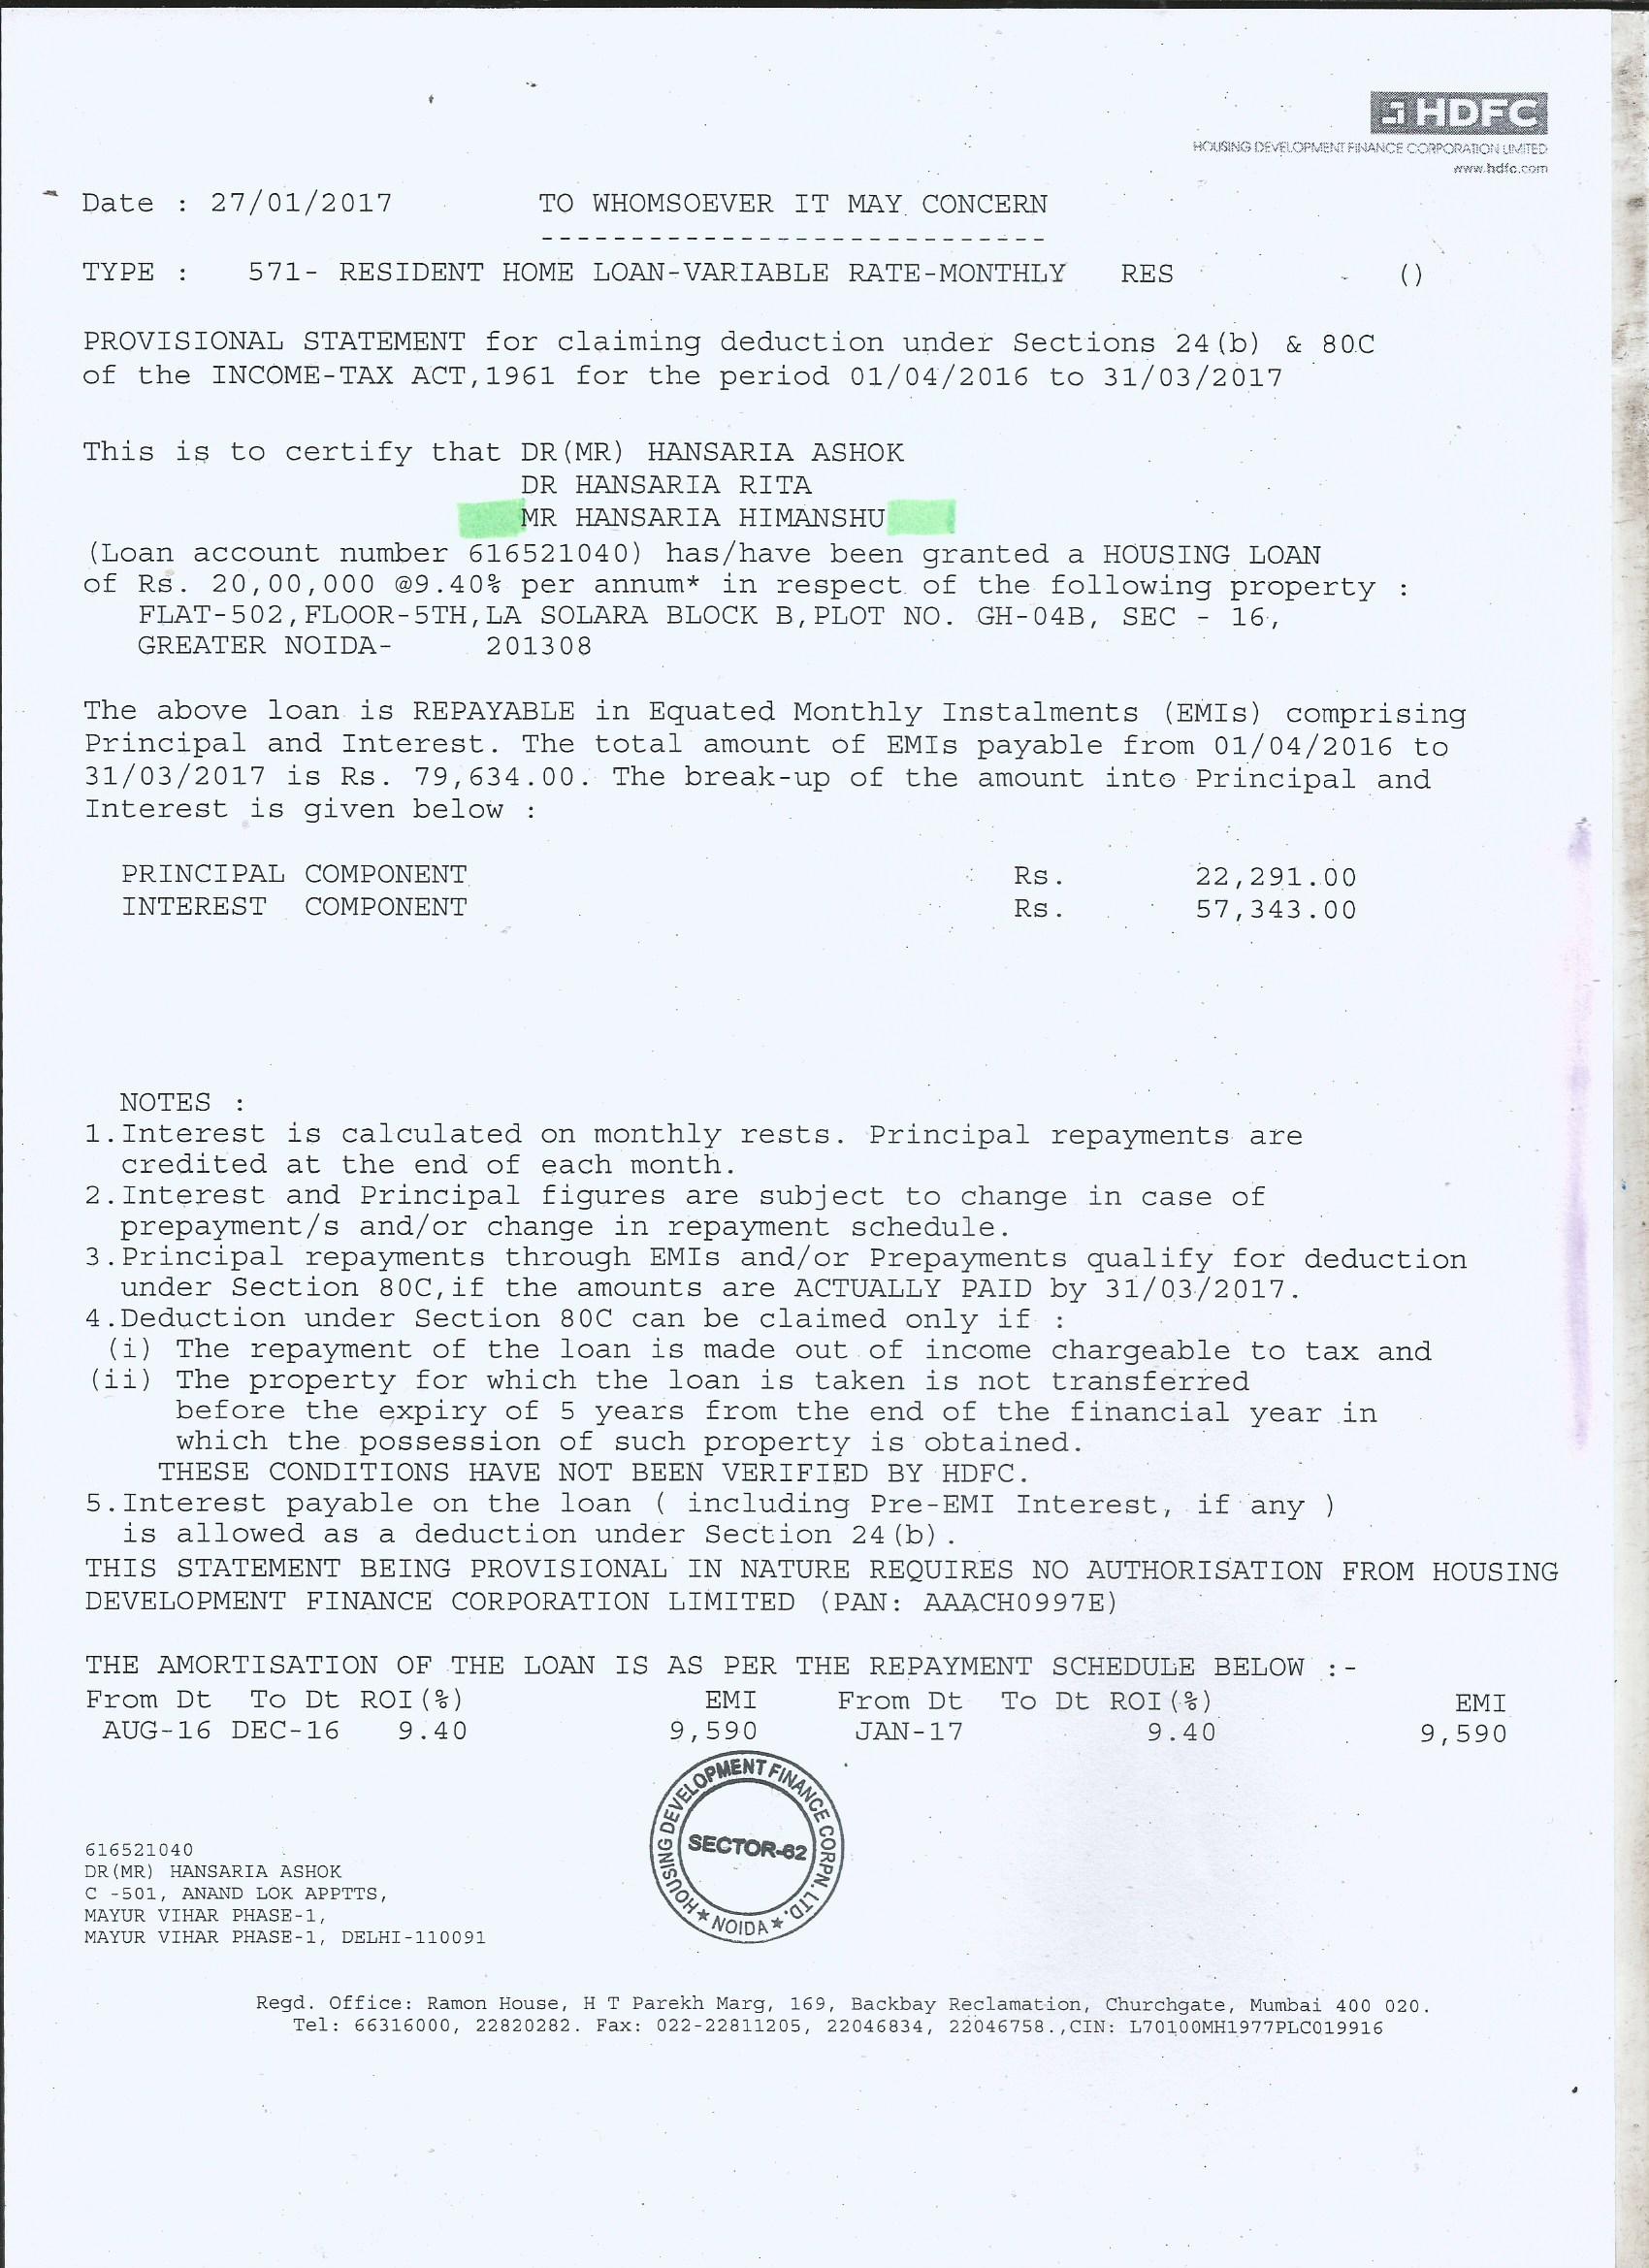 HDFC
HOUSING DEVELOPMENT FINANCE CORPORATION LIMITED
www.hdfc.com
Date : 27/01/2017 TO WHOMSOEVER IT MAY CONCERN
----------------------------
TYPE : 571- RESIDENT HOME LOAN-VARIABLE RATE-MONTHLY RES ()
PROVISIONAL STATEMENT for claiming deduction under Sections 24(b) & 80C
of the INCOME-TAX ACT,1961 for the period 01/04/2016 to 31/03/2017
This is to certify that DR(MR) HANSARIA ASHOK
DR HANSARIA RITA
MR HANSARIA HIMANSHU
(Loan account number 616521040) has/have been granted a HOUSING LOAN
of Rs. 20,00,000 @9.40% per annum* in respect of the following property :
FLAT-502,FLOOR-5TH,LA SOLARA BLOCK B,PLOT NO. GH-04B, SEC - 16,
GREATER NOIDA- 201308
The above loan is REPAYABLE in Equated Monthly Instalments (EMIs) comprising
Principal and Interest. The total amount of EMIs payable from 01/04/2016 to
31/03/2017 is Rs. 79,634.00. The break-up of the amount into Principal and
Interest is given below :
PRINCIPAL COMPONENT Rs. 22,291.00
INTEREST COMPONENT Rs. 57,343.00
NOTES :
1.Interest is calculated on monthly rests. Principal repayments are
credited at the end of each month.
2.Interest and Principal figures are subject to change in case of
prepayment/s and/or change in repayment schedule.
3.Principal repayments through EMIs and/or Prepayments qualify for deduction
under Section 80C,if the amounts are ACTUALLY PAID by 31/03/2017.
4.Deduction under Section 80C can be claimed only if :
(i) The repayment of the loan is made out of income chargeable to tax and
(ii) The property for which the loan is taken is not transferred
before the expiry of 5 years from the end of the financial year in
which the possession of such property is obtained.
THESE CONDITIONS HAVE NOT BEEN VERIFIED BY HDFC.
5.Interest payable on the loan ( including Pre-EMI Interest, if any )
is allowed as a deduction under Section 24(b).
THIS STATEMENT BEING PROVISIONAL IN NATURE REQUIRES NO AUTHORISATION FROM HOUSING
DEVELOPMENT FINANCE CORPORATION LIMITED (PAN: AAACH0997E)
THE AMORTISATION OF THE LOAN IS AS PER THE REPAYMENT SCHEDULE BELOW :-
From Dt To Dt ROI(%) EMI From Dt To Dt ROI(%) EMI
AUG-16 DEC-16 9.40 9,590 JAN-17 9.40 9,590
HOUSING DEVELOPMENT FINANCE CORPN. LTD.
SECTOR-62
★ NOIDA ★
616521040
DR(MR) HANSARIA ASHOK
C -501, ANAND LOK APPTTS,
MAYUR VIHAR PHASE-1,
MAYUR VIHAR PHASE-1, DELHI-110091
Regd. Office: Ramon House, H T Parekh Marg, 169, Backbay Reclamation, Churchgate, Mumbai 400 020.
Tel: 66316000, 22820282. Fax: 022-22811205, 22046834, 22046758.,CIN: L70100MH1977PLC019916